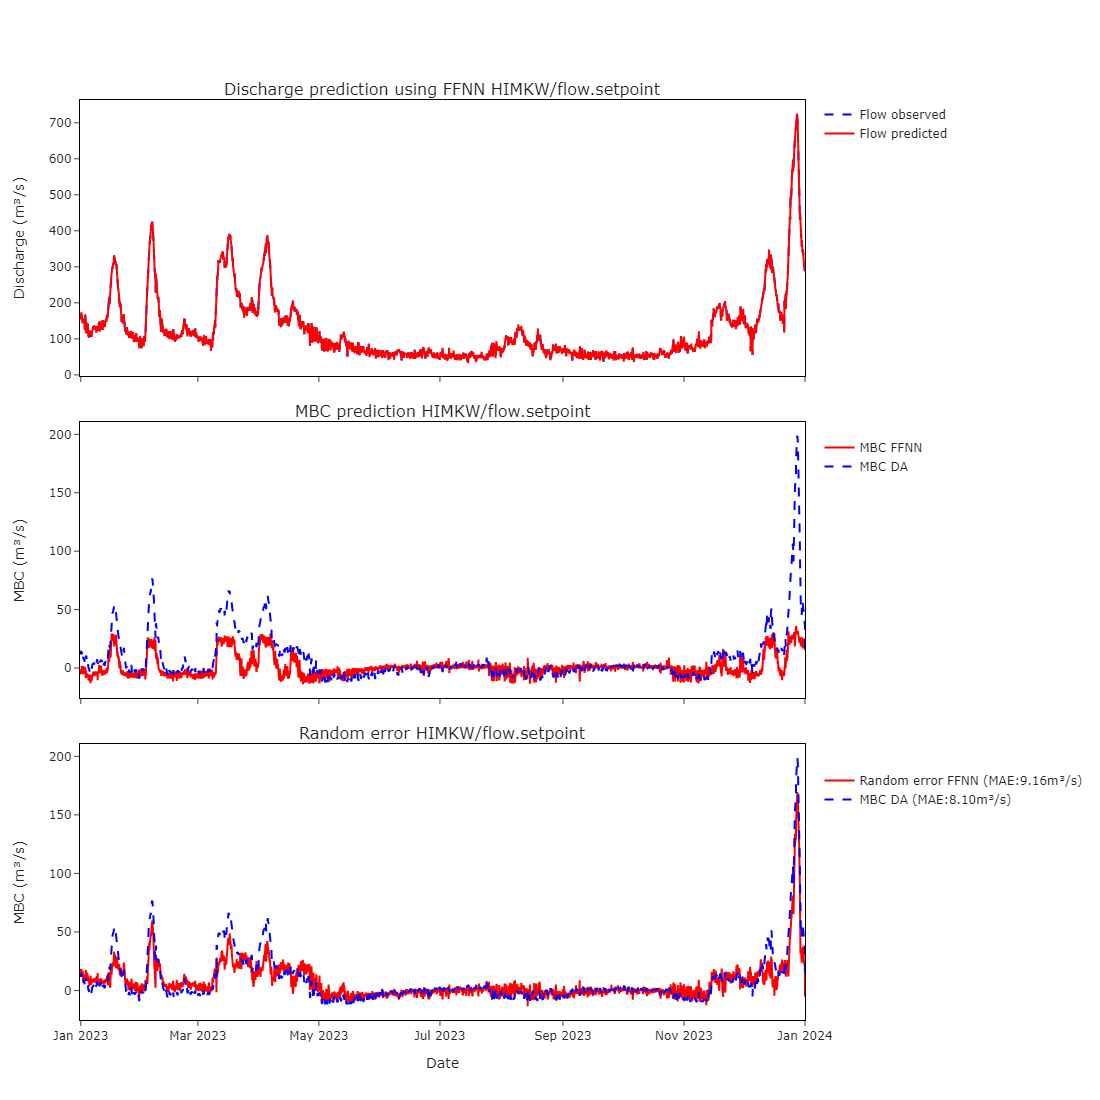 Discharge prediction using FFNN HIMKW/flow.setpoint
Discharge (m³/s)
700
600
500
400
300
200
100
0
Flow observed
Flow predicted
MBC prediction HIMKW/flow.setpoint
MBC (m³/s)
200
150
100
50
0
MBC FFNN
MBC DA
Random error HIMKW/flow.setpoint
MBC (m³/s)
200
150
100
50
0
Random error FFNN (MAE:9.16m³/s)
MBC DA (MAE:8.10m³/s)
Jan 2023 Mar 2023 May 2023 Jul 2023 Sep 2023 Nov 2023 Jan 2024
Date